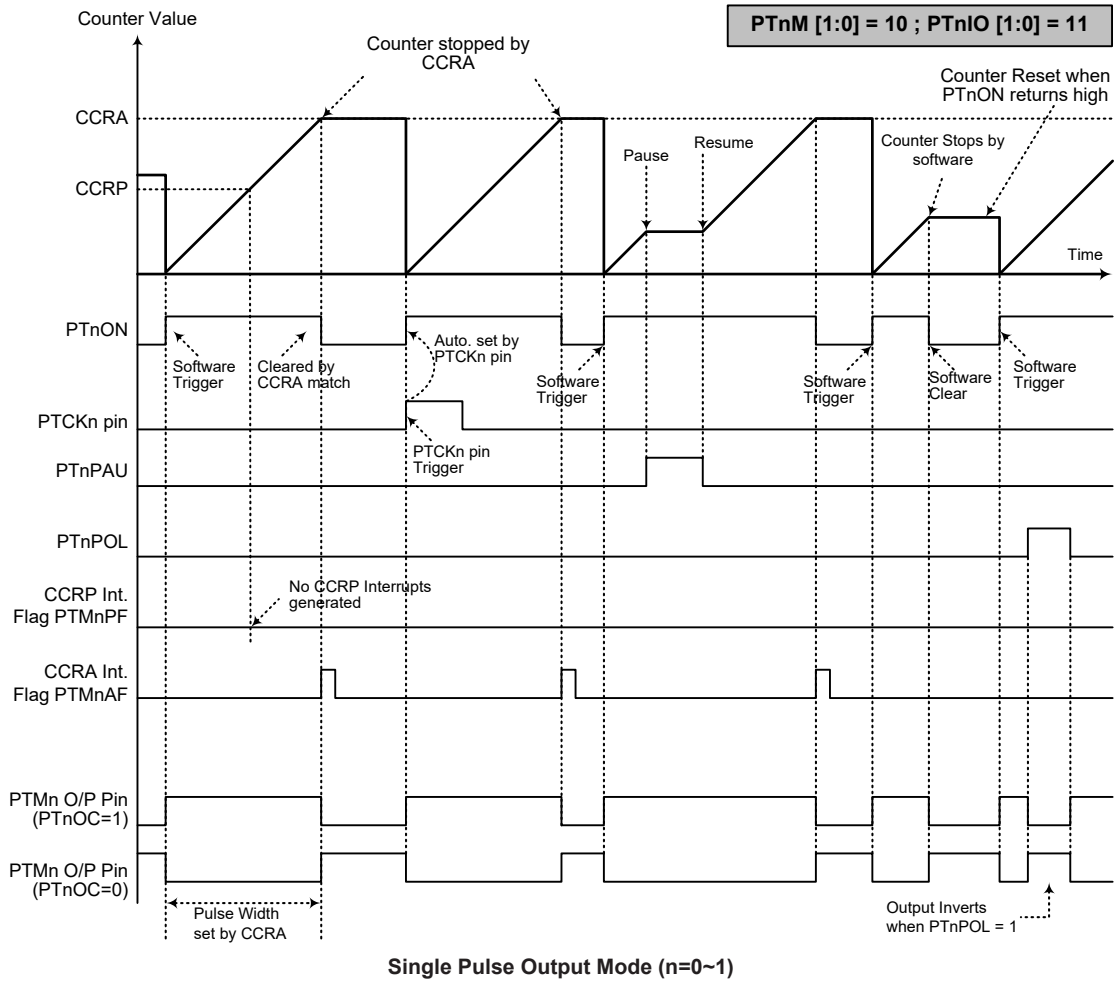 Counter Value
PTnM [1:0] = 10 ; PTnIO [1:0] = 11
Counter stopped by
CCRA
Counter Reset when
PTnON returns high
CCRA
Pause
Resume
Counter Stops by
software
CCRP
Time
PTnON
Software
Trigger
Cleared by
CCRA match
Auto. set by
PTCKn pin
Software
Trigger
Software
Trigger
Software
Clear
Software
Trigger
PTCKn pin
PTCKn pin
Trigger
PTnPAU
PTnPOL
CCRP Int.
Flag PTMnPF
No CCRP Interrupts
generated
CCRA Int.
Flag PTMnAF
PTMn O/P Pin
(PTnOC=1)
PTMn O/P Pin
(PTnOC=0)
Pulse Width
set by CCRA
Output Inverts
when PTnPOL = 1
Single Pulse Output Mode (n=0~1)